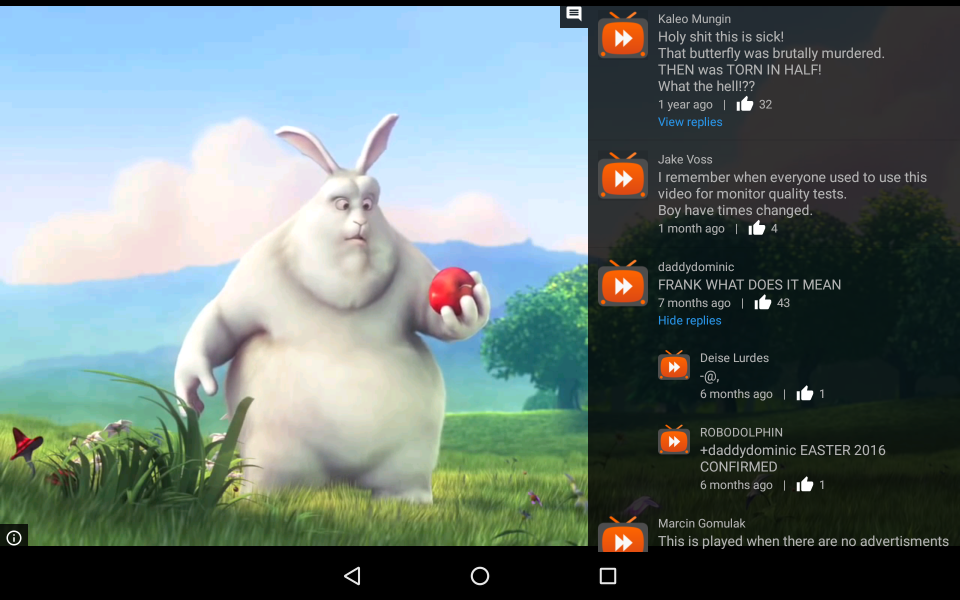 Kaleo Mungin
Holy shit this is sick!
That butterfly was brutally murdered.
THEN was TORN IN HALF!
What the hell!??
1 year ago | 32
View replies
Jake Voss
I remember when everyone used to use this
video for monitor quality tests.
Boy have times changed.
1 month ago | 4
daddydominic
FRANK WHAT DOES IT MEAN
7 months ago | 43
Hide replies
Deise Lurdes
-@,
6 months ago | 1
ROBODOLPHIN
+daddydominic EASTER 2016
CONFIRMED
6 months ago | 1
Marcin Gomulak
This is played when there are no advertisments